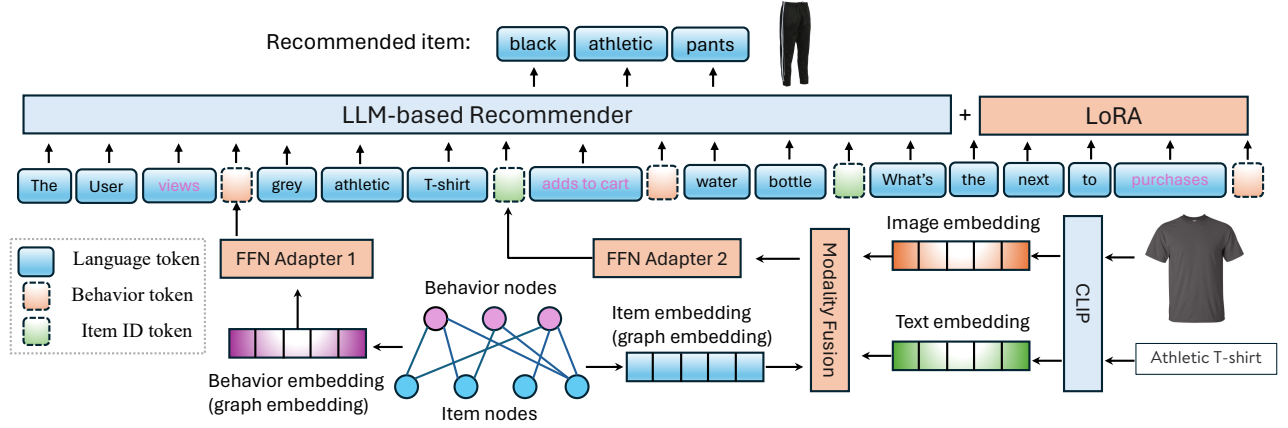 Recommended item: black athletic pants
LLM-based Recommender + LoRA
The User views grey athletic T-shirt adds to cart water bottle What's the next to purchases
Language token
Behavior token
Item ID token
FFN Adapter 1
Behavior embedding
(graph embedding)
Behavior nodes
Item nodes
FFN Adapter 2
Item embedding
(graph embedding)
Modality Fusion
Image embedding
Text embedding
CLIP
Athletic T-shirt